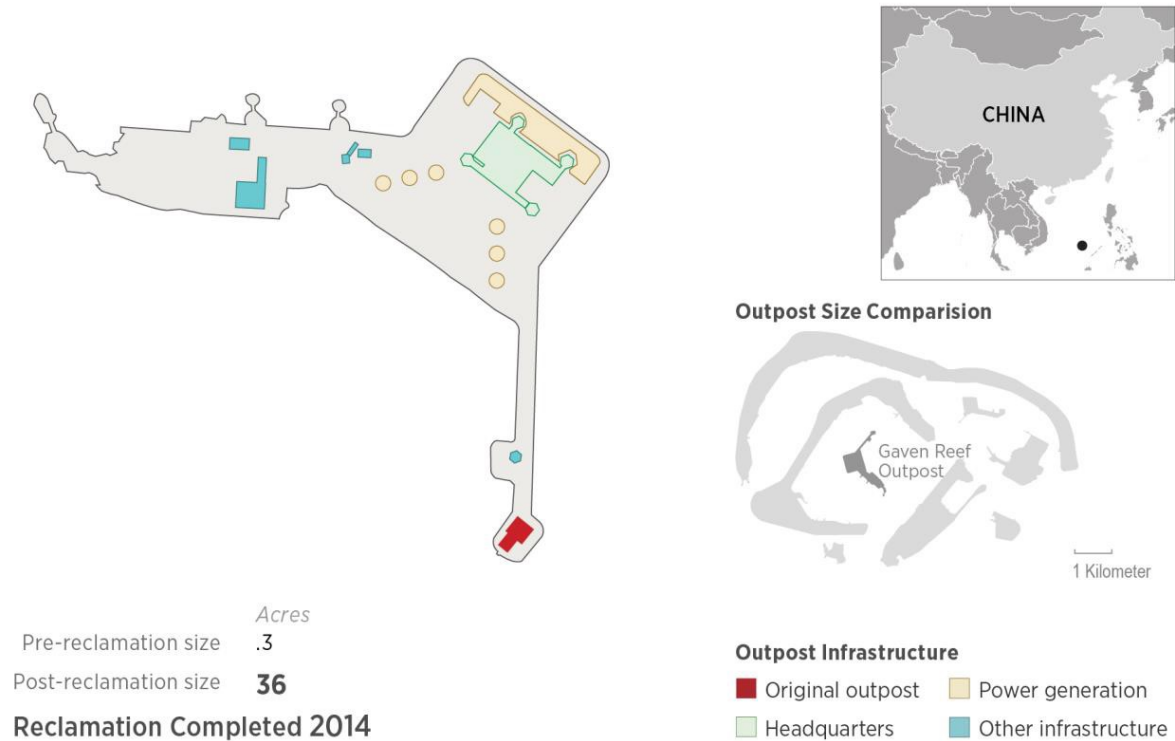 CHINA
Outpost Size Comparision
Gaven Reef
Outpost
1 Kilometer
Acres
Pre-reclamation size .3
Post-reclamation size 36
Reclamation Completed 2014
Outpost Infrastructure
Original outpost
Power generation
Headquarters
Other infrastructure